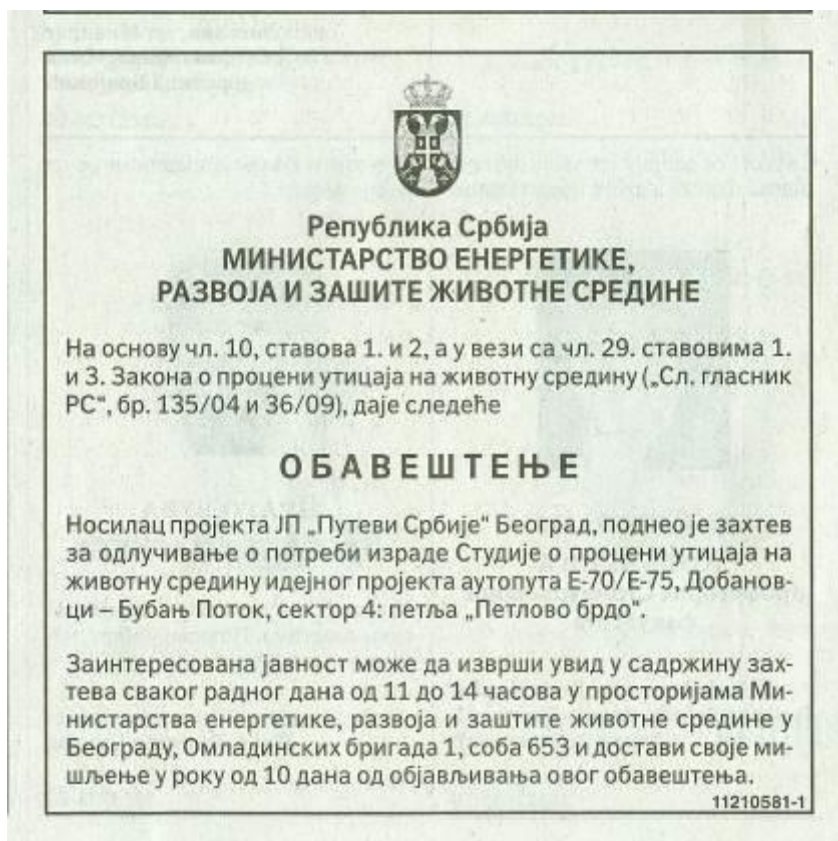 Република Србија
МИНИСТАРСТВО ЕНЕРГЕТИКЕ,
РАЗВОЈА И ЗАШИТЕ ЖИВОТНЕ СРЕДИНЕ
На основу чл. 10, ставова 1. и 2, а у вези са чл. 29. ставовима 1.
и 3. Закона о процени утицаја на животну средину („Сл. гласник
РС“, бр. 135/04 и 36/09), даје следеће
ОБАВЕШТЕЊЕ
Носилац пројекта ЈП „Путеви Србије“ Београд, поднео је захтев
за одлучивање о потреби израде Студије о процени утицаја на
животну средину идејног пројекта аутопута Е-70/Е-75, Добанов-
ци – Бубањ Поток, сектор 4: петља „Петлово брдо“.
Заинтересована јавност може да изврши увид у садржину зах-
тева сваког радног дана од 11 до 14 часова у просторијама Ми-
нистарства енергетике, развоја и заштите животне средине у
Београду, Омладинских бригада 1, соба 653 и достави своје ми-
шљење у року од 10 дана од објављивања овог обавештења.
11210581-1